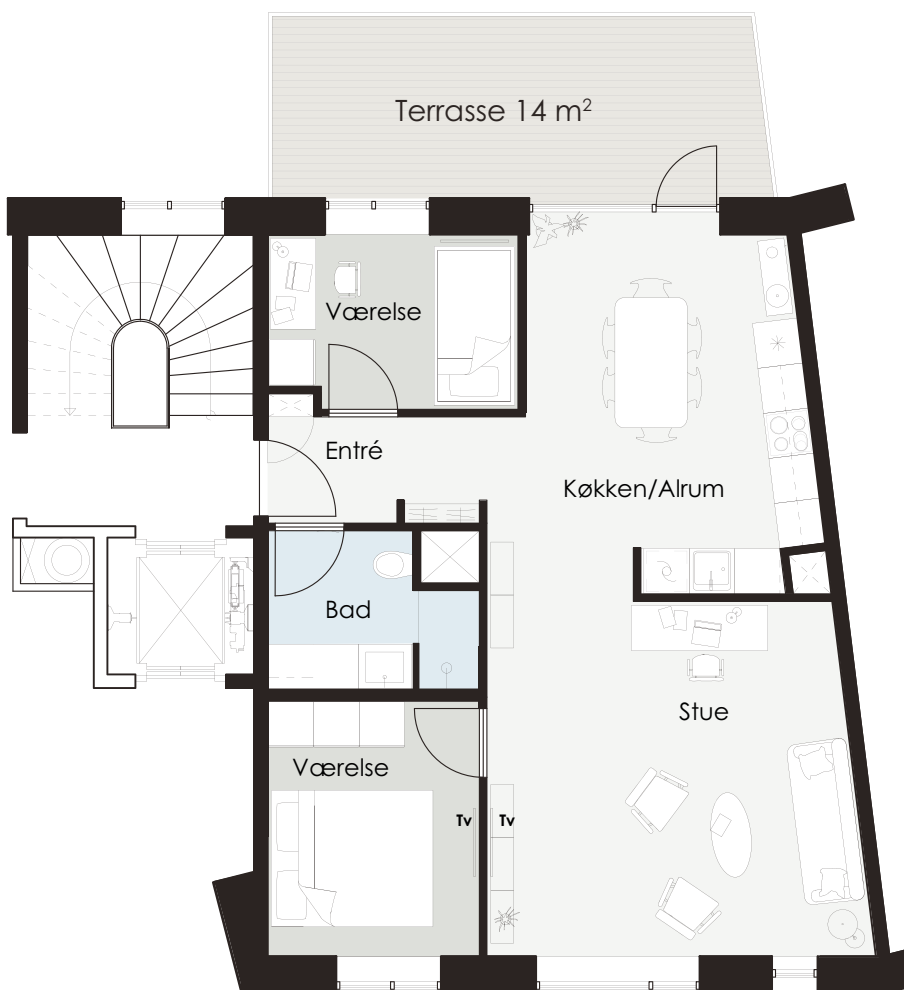 Terrasse 14 m²
Værelse
Entré
Køkken/Alrum
Bad
Stue
Værelse
Tv
Tv